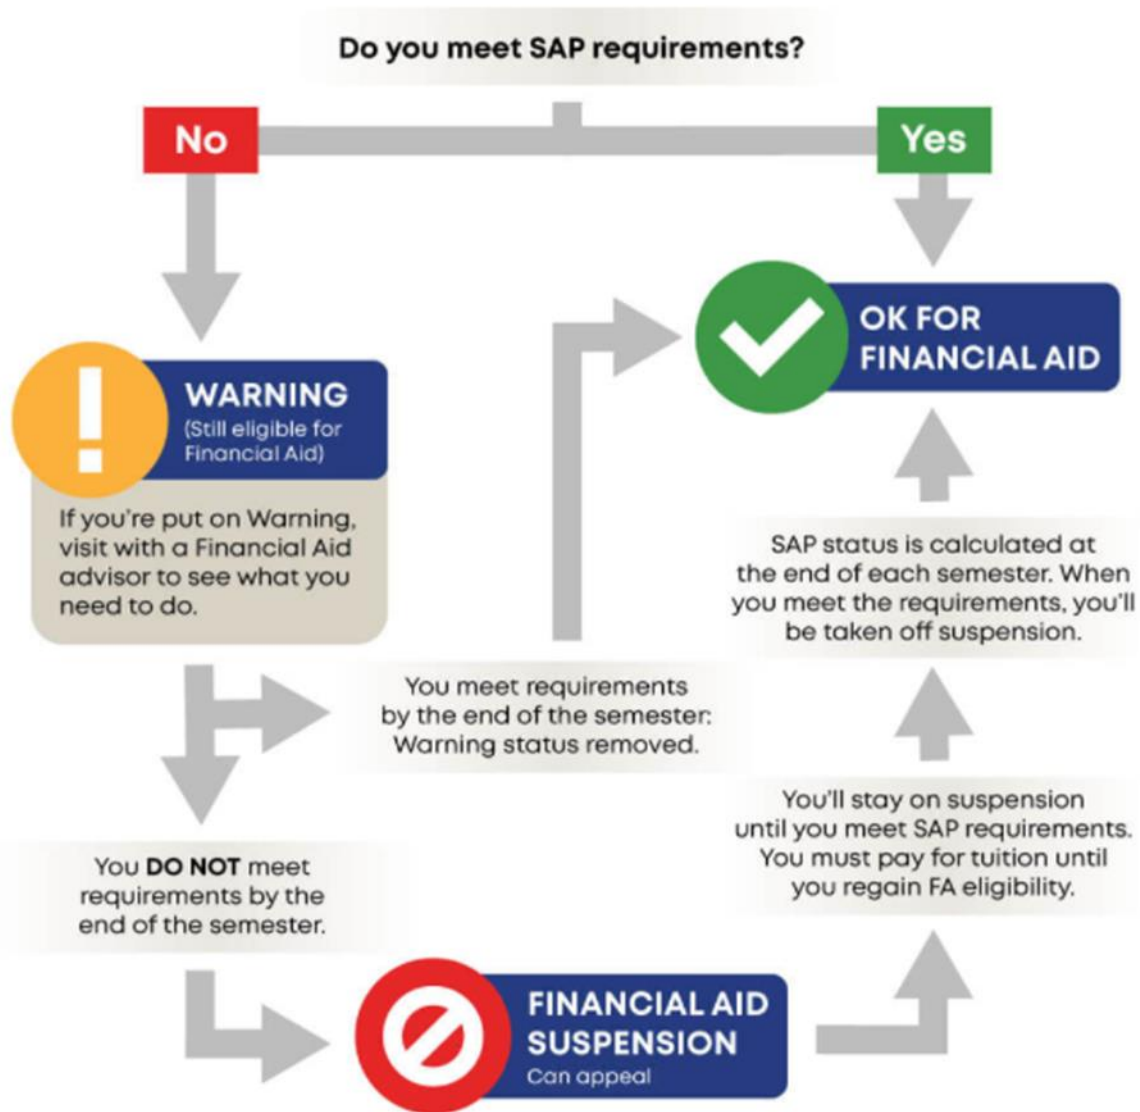 Do you meet SAP requirements?
No
Yes
OK FOR
FINANCIAL AID
WARNING
(Still eligible for
Financial Aid)
If you're put on Warning,
visit with a Financial Aid
advisor to see what you
need to do.
SAP status is calculated at
the end of each semester. When
you meet the requirements, you'll
be taken off suspension.
You meet requirements
by the end of the semester:
Warning status removed.
You'll stay on suspension
until you meet SAP requirements.
You must pay for tuition until
you regain FA eligibility.
You DO NOT meet
requirements by the
end of the semester.
FINANCIAL AID
SUSPENSION
Can appeal